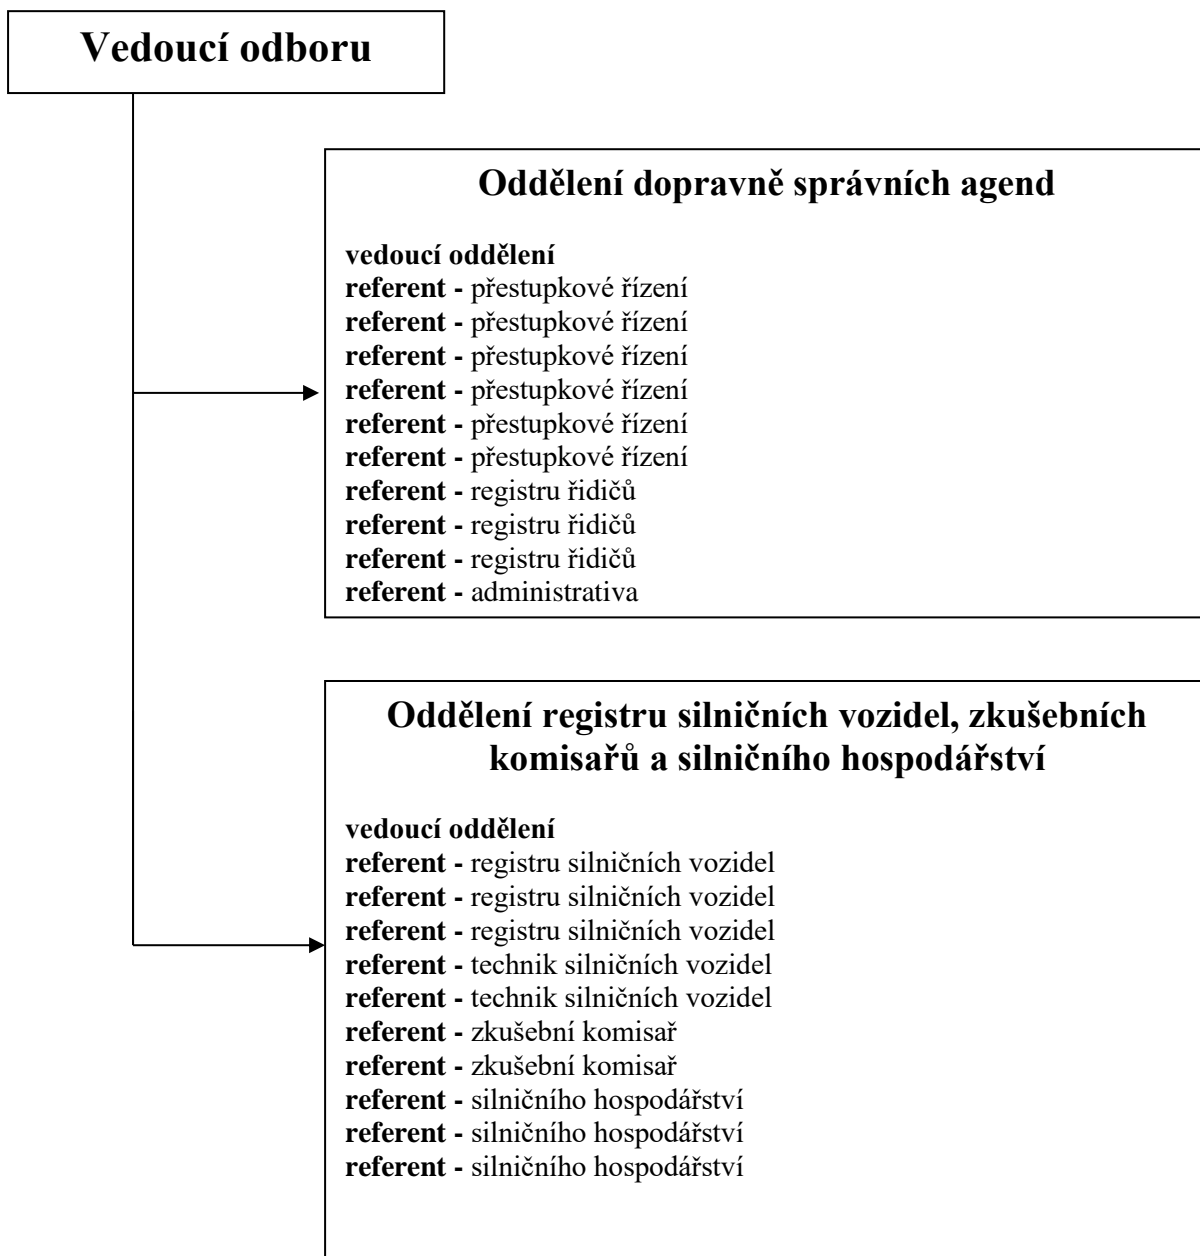 Vedoucí odboru
Oddělení dopravně správních agend
vedoucí oddělení
referent - přestupkové řízení
referent - přestupkové řízení
referent - přestupkové řízení
referent - přestupkové řízení
referent - přestupkové řízení
referent - přestupkové řízení
referent - registru řidičů
referent - registru řidičů
referent - registru řidičů
referent - administrativa
Oddělení registru silničních vozidel, zkušebních
komisařů a silničního hospodářství
vedoucí oddělení
referent - registru silničních vozidel
referent - registru silničních vozidel
referent - registru silničních vozidel
referent - technik silničních vozidel
referent - technik silničních vozidel
referent - zkušební komisař
referent - zkušební komisař
referent - silničního hospodářství
referent - silničního hospodářství
referent - silničního hospodářství